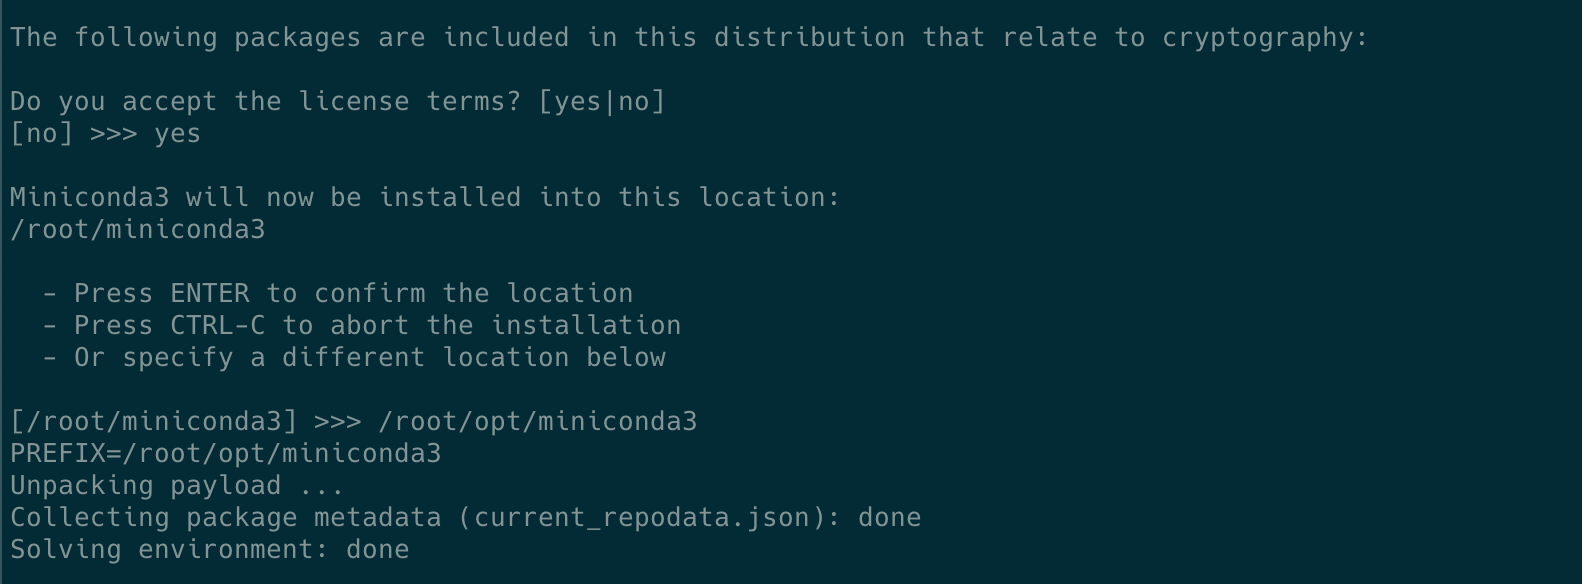 The following packages are included in this distribution that relate to cryptography:
Do you accept the license terms? [yes|no]
[no] >>> yes
Miniconda3 will now be installed into this location:
/root/miniconda3
- Press ENTER to confirm the location
- Press CTRL-C to abort the installation
- Or specify a different location below
[/root/miniconda3] >>> /root/opt/miniconda3
PREFIX=/root/opt/miniconda3
Unpacking payload ...
Collecting package metadata (current_repodata.json): done
Solving environment: done